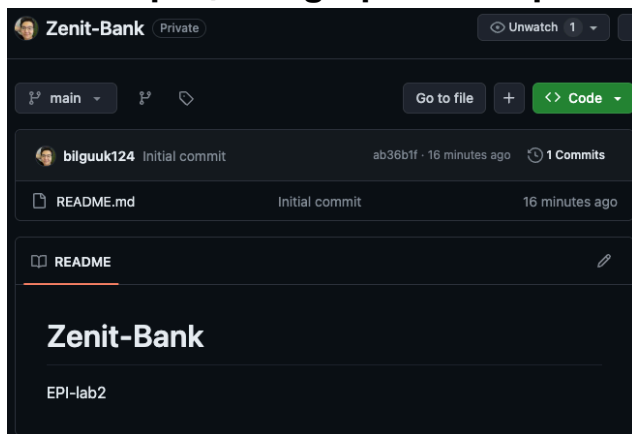 Zenit-Bank Private Unwatch 1
main Go to file + <> Code
bilguuk124 Initial commit ab36b1f · 16 minutes ago 1 Commits
README.md Initial commit 16 minutes ago
README
Zenit-Bank
EPI-lab2